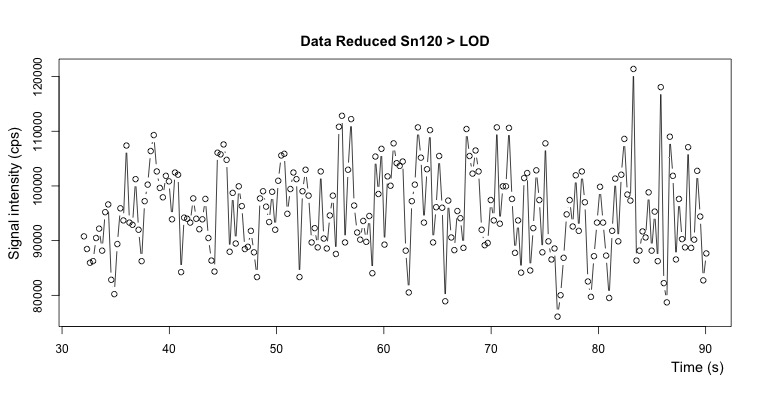 Data Reduced Sn120 > LOD
Signal intensity (cps)
120000
110000
100000
90000
80000
30 40 50 60 70 80 90
Time (s)